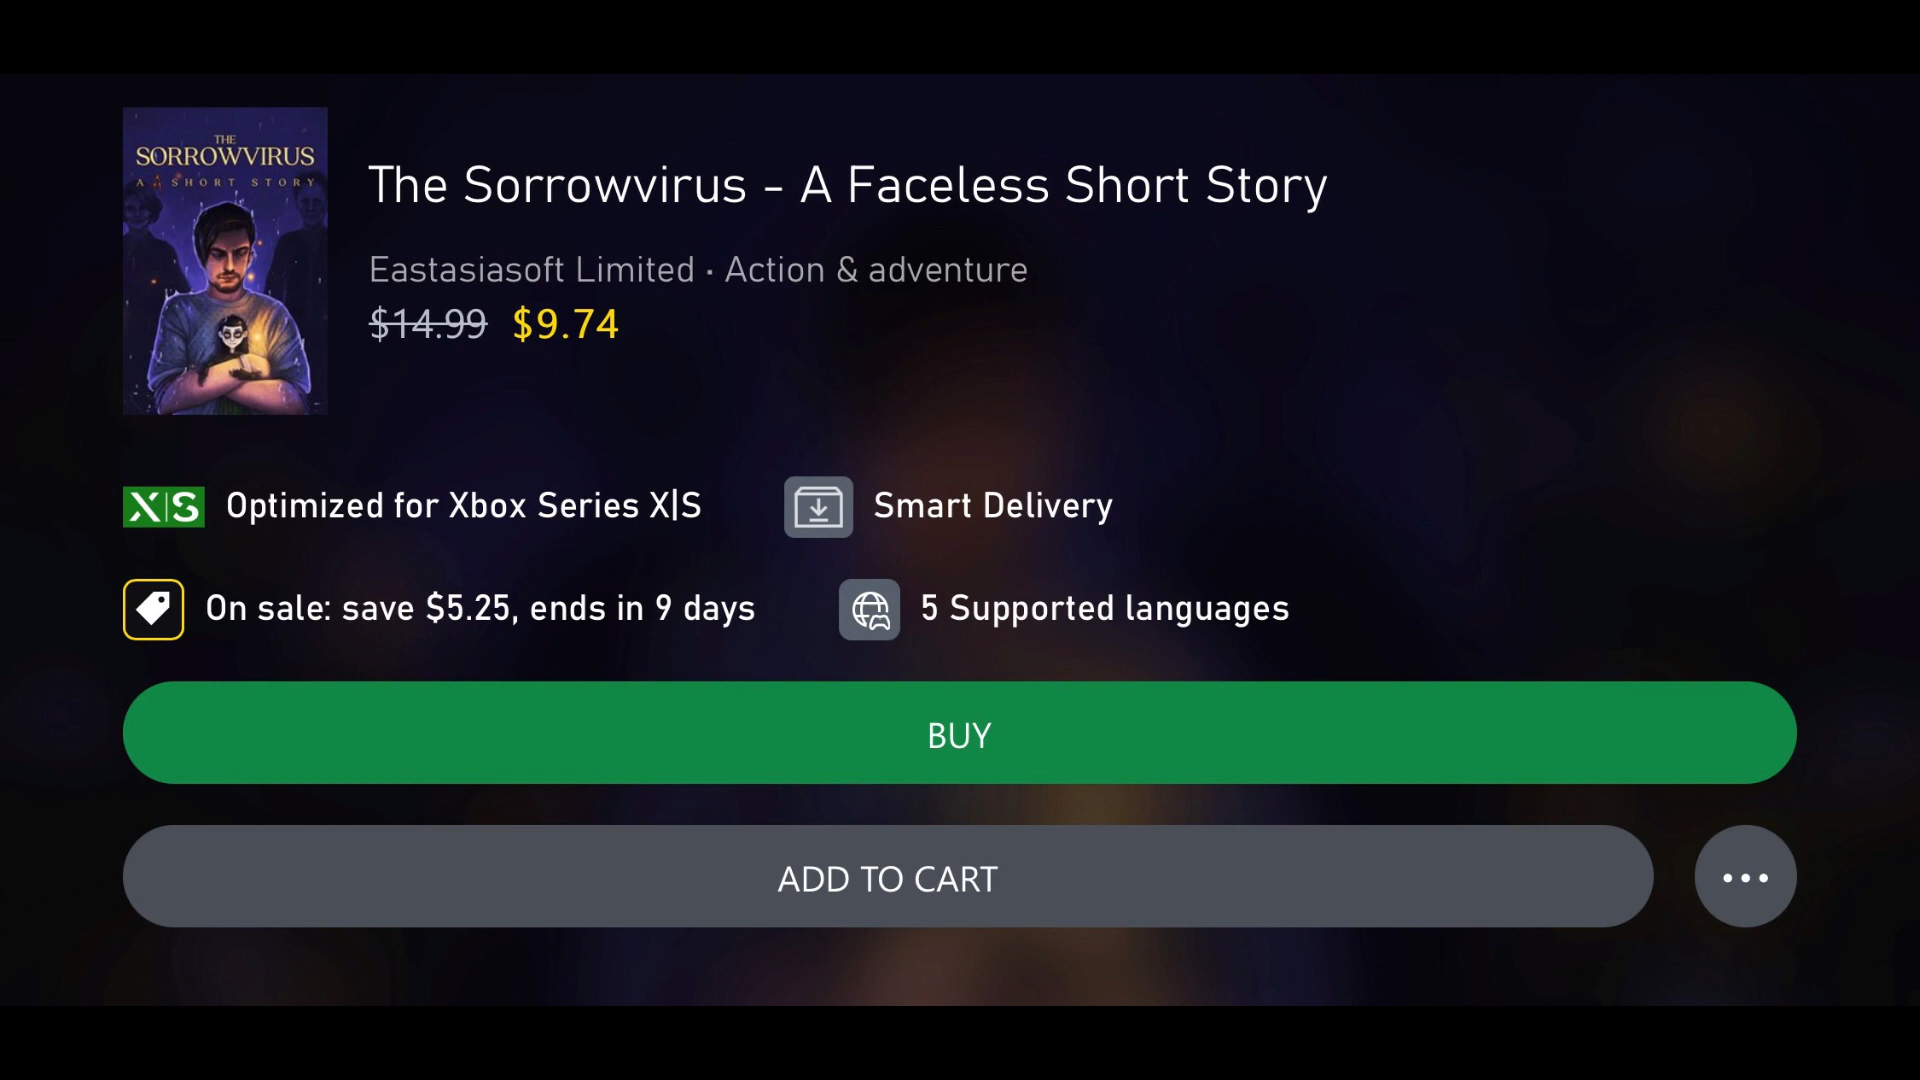 THE
SORROWVIRUS
A SHORT STORY
The Sorrowvirus - A Faceless Short Story
Eastasiasoft Limited • Action & adventure
$14.99 $9.74
X|S Optimized for Xbox Series X|S
Smart Delivery
On sale: save $5.25, ends in 9 days
5 Supported languages
BUY
ADD TO CART